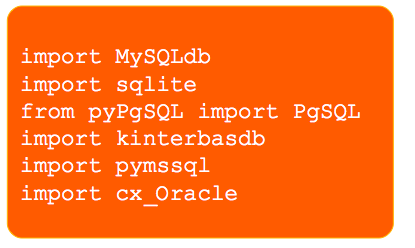 import MySQLdb
import sqlite
from pyPgSQL import PgSQL
import kinterbasdb
import pymssql
import cx_Oracle